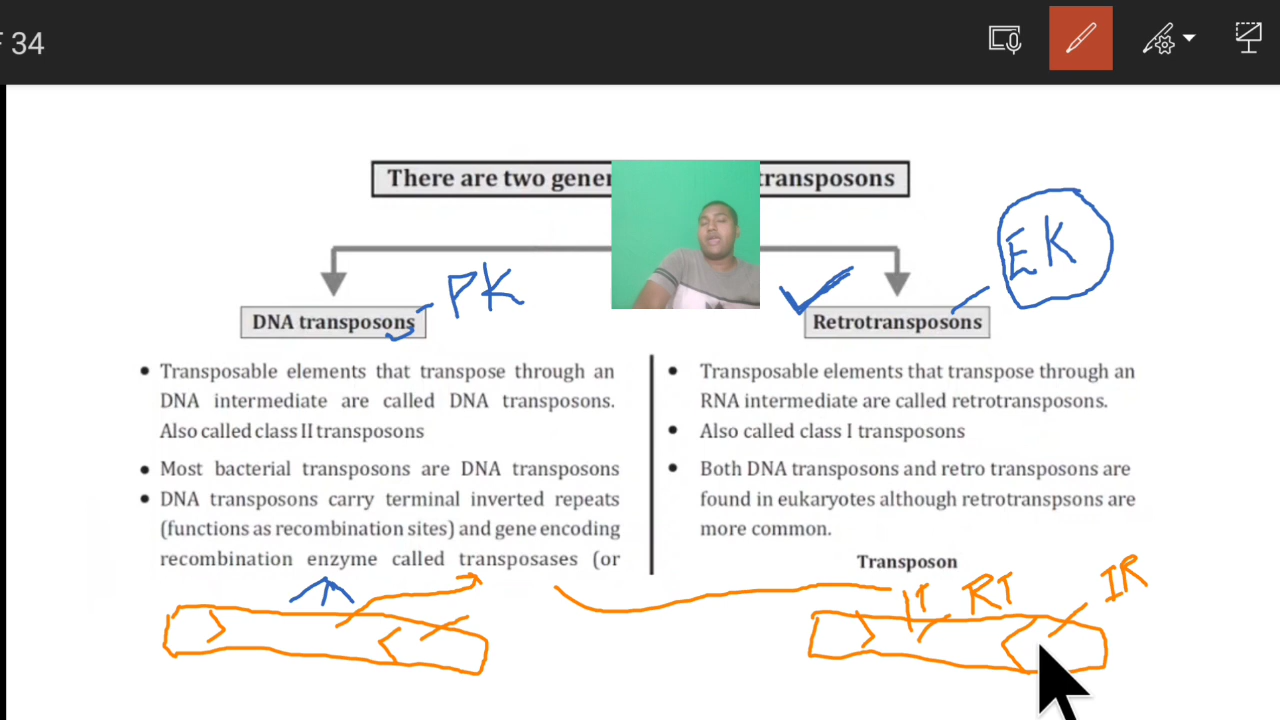 34
There are two gener transposons
EK
PK
DNA transposons
Retrotransposons
• Transposable elements that transpose through an
DNA intermediate are called DNA transposons.
Also called class II transposons
• Most bacterial transposons are DNA transposons
• DNA transposons carry terminal inverted repeats
(functions as recombination sites) and gene encoding
recombination enzyme called transposases (or
• Transposable elements that transpose through an
RNA intermediate are called retrotransposons.
• Also called class I transposons
• Both DNA transposons and retro transposons are
found in eukaryotes although retrotranspsons are
more common.
Transposon
RT
IR